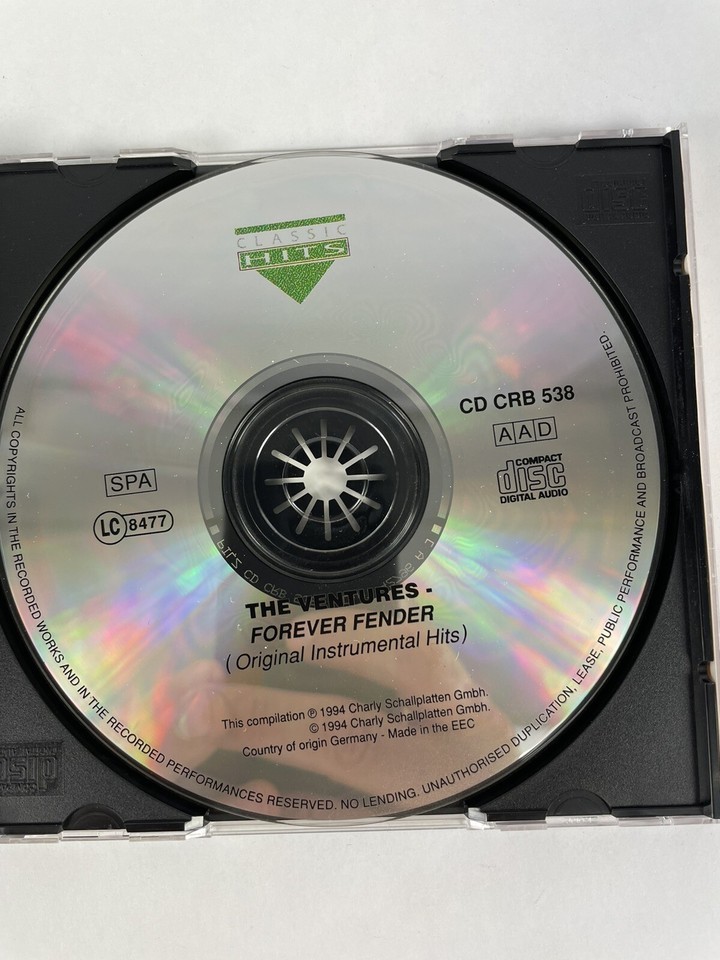 CLASSIC
HITS
CD CRB 538
AAD
COMPACT
disc
DIGITAL AUDIO
SPA
LC 8477
THE VENTURES -
FOREVER FENDER
(Original Instrumental Hits)
This compilation ℗ 1994 Charly Schallplatten Gmbh.
© 1994 Charly Schallplatten Gmbh.
Country of origin Germany - Made in the EEC
ALL COPYRIGHTS IN THE RECORDED WORKS AND IN THE RECORDED PERFORMANCES RESERVED. NO LENDING. UNAUTHORISED DUPLICATION, LEASE, PUBLIC PERFORMANCE AND BROADCAST PROHIBITED.